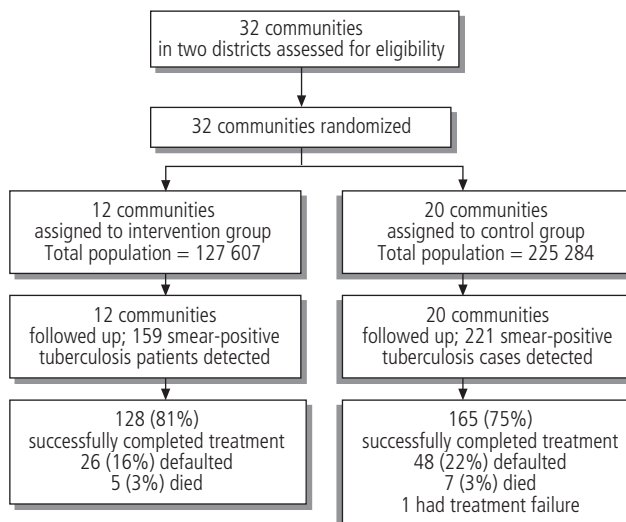 32 communities
in two districts assessed for eligibility
32 communities randomized
12 communities
assigned to intervention group
Total population = 127 607
20 communities
assigned to control group
Total population = 225 284
12 communities
followed up; 159 smear-positive
tuberculosis patients detected
20 communities
followed up; 221 smear-positive
tuberculosis cases detected
128 (81%)
successfully completed treatment
26 (16%) defaulted
5 (3%) died
165 (75%)
successfully completed treatment
48 (22%) defaulted
7 (3%) died
1 had treatment failure